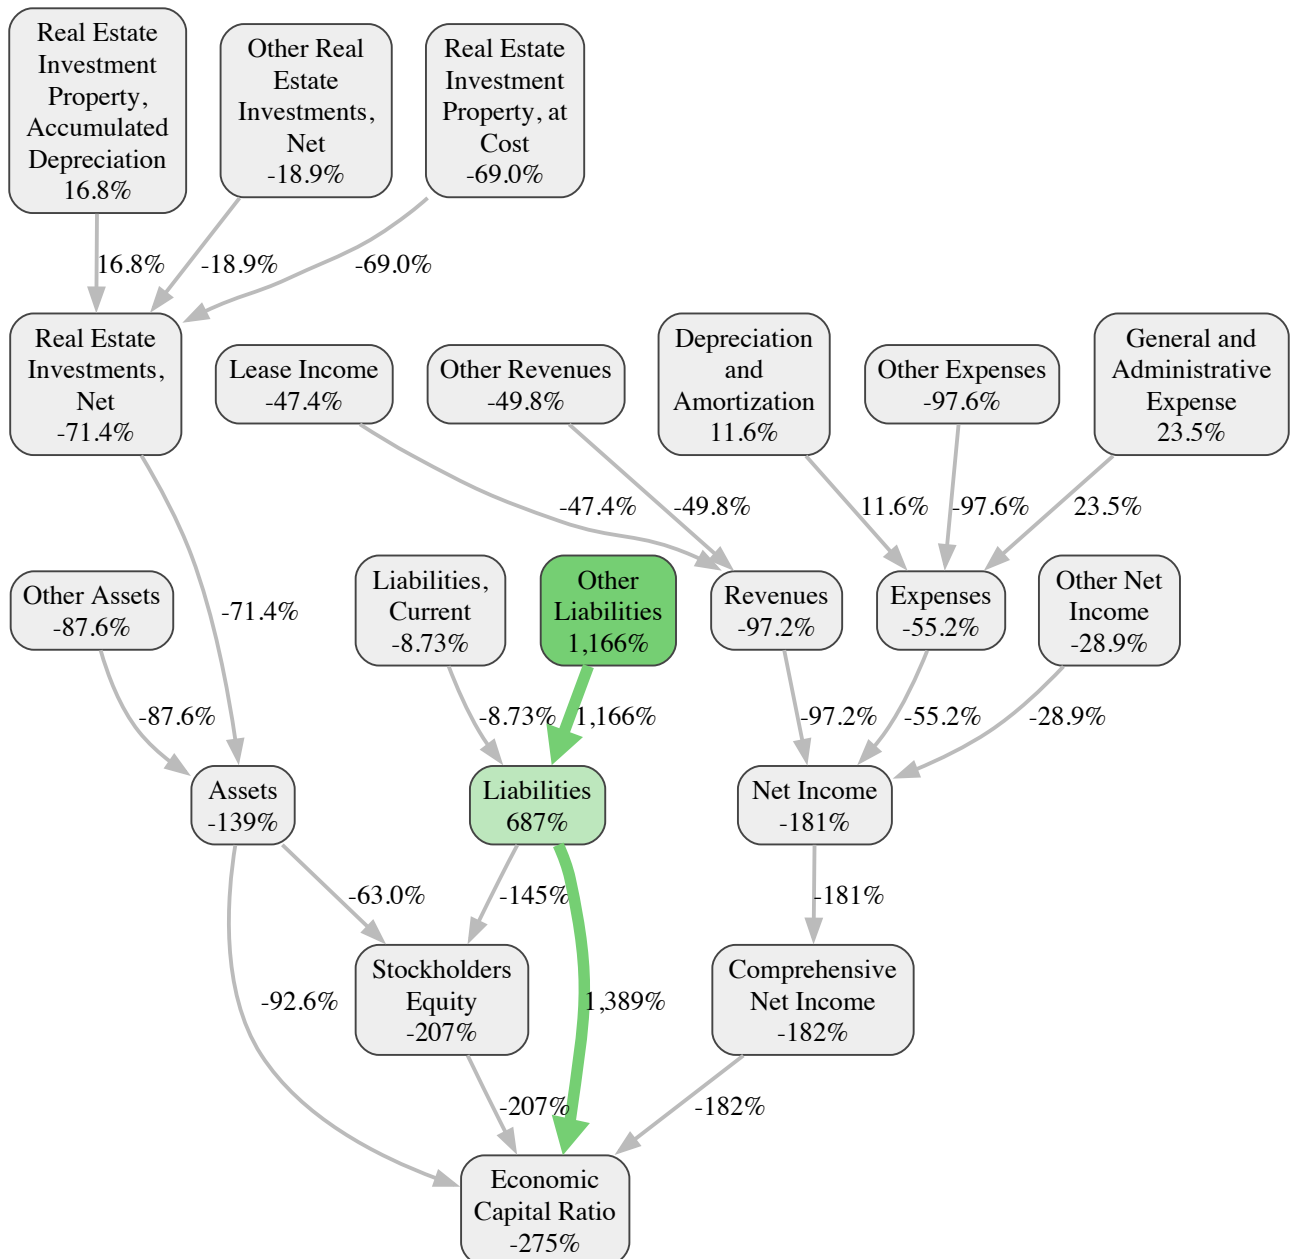 Real Estate
Investment
Property,
Accumulated
Depreciation
16.8%
Other Real
Estate
Investments,
Net
-18.9%
Real Estate
Investment
Property, at
Cost
-69.0%
16.8%
-18.9%
-69.0%
Real Estate
Investments,
Net
-71.4%
Lease Income
-47.4%
Other Revenues
-49.8%
Depreciation
and
Amortization
11.6%
Other Expenses
-97.6%
General and
Administrative
Expense
23.5%
-47.4%
-49.8%
11.6%
-97.6%
23.5%
Other Assets
-87.6%
-71.4%
Liabilities,
Current
-8.73%
Other
Liabilities
1,166%
Revenues
-97.2%
Expenses
-55.2%
Other Net
Income
-28.9%
-87.6%
-8.73%
1,166%
-97.2%
-55.2%
-28.9%
Assets
-139%
Liabilities
687%
Net Income
-181%
-63.0%
-145%
-181%
-92.6%
Stockholders
Equity
-207%
1,389%
Comprehensive
Net Income
-182%
-207%
-182%
Economic
Capital Ratio
-275%